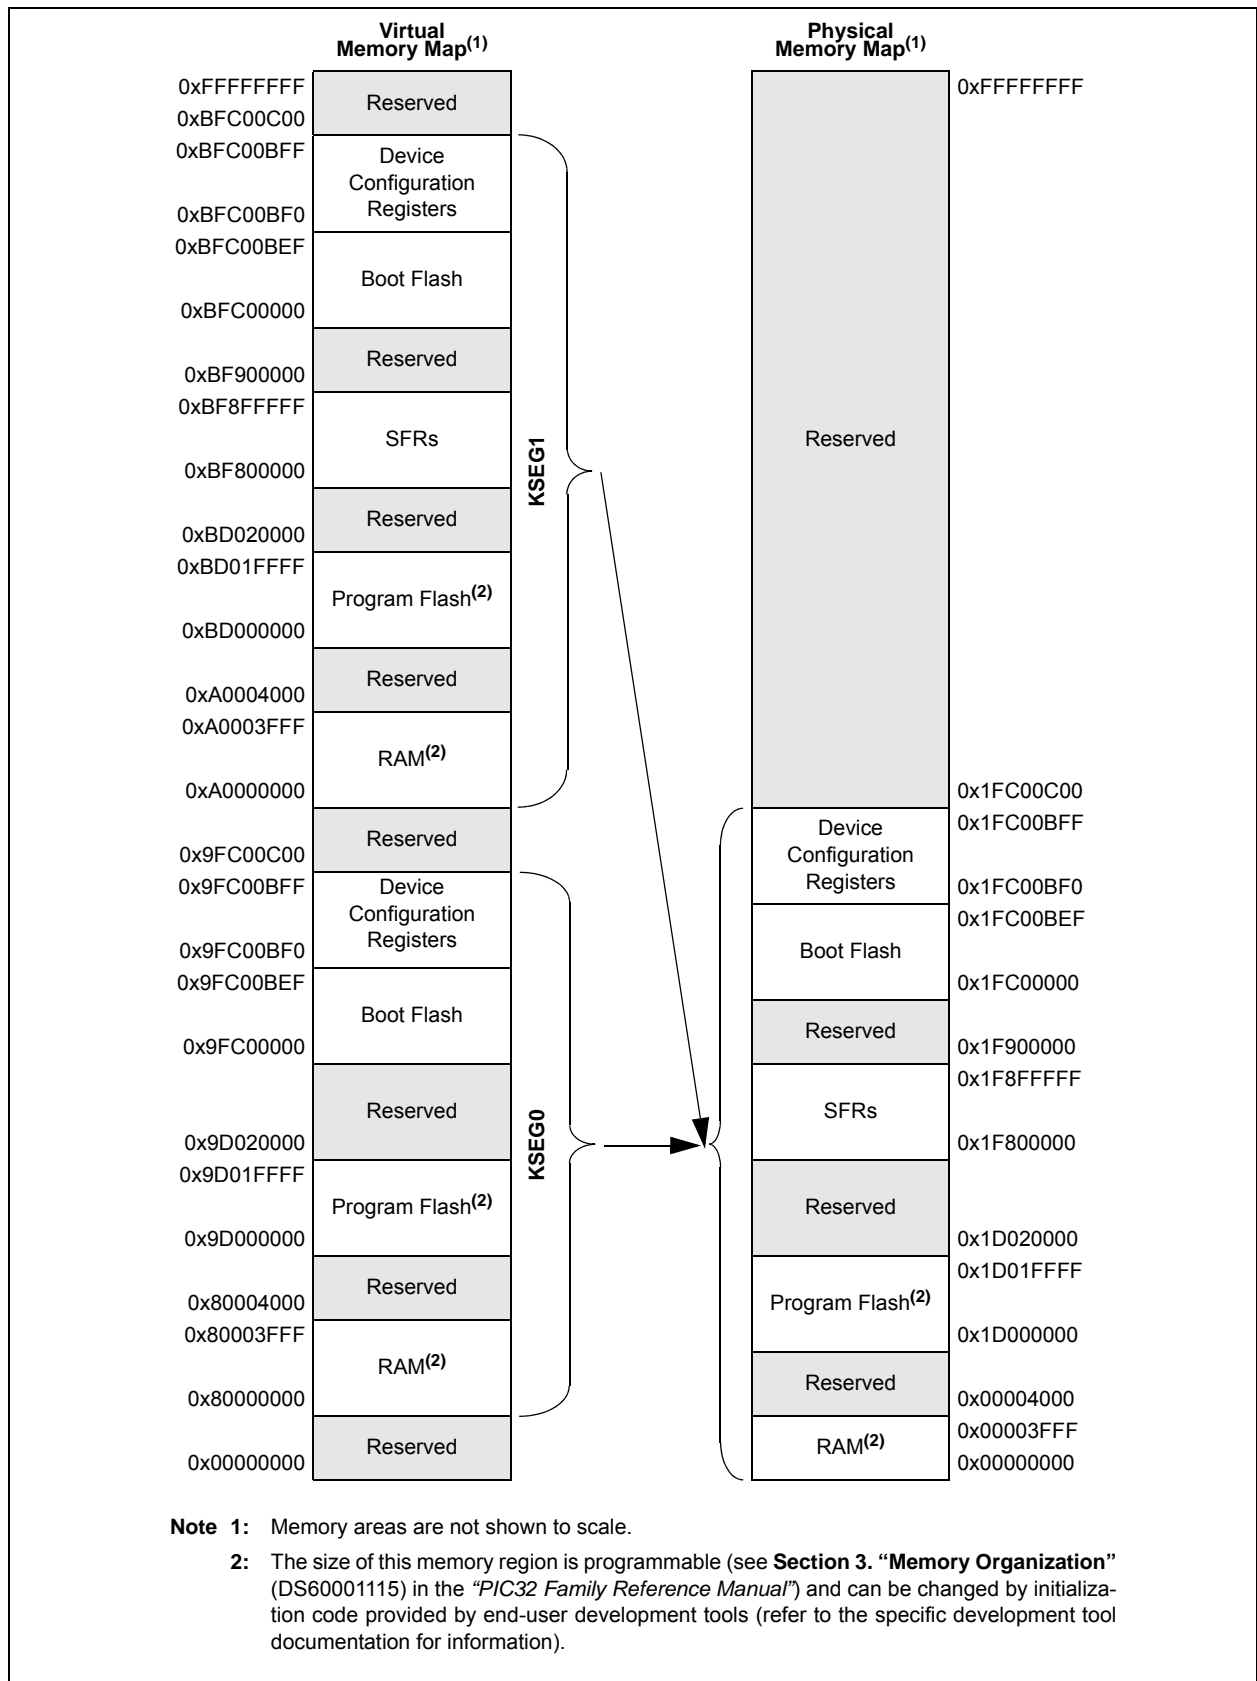 Virtual
Memory Map(1)
0xFFFFFFFF
Reserved
0xBFC00C00
0xBFC00BFF
Device
Configuration
Registers
0xBFC00BF0
0xBFC00BEF
Boot Flash
0xBFC00000
Reserved
0xBF900000
0xBF8FFFFF
SFRs
0xBF800000
Reserved
0xBD020000
0xBD01FFFF
Program Flash(2)
0xBD000000
Reserved
0xA0004000
0xA0003FFF
RAM(2)
0xA0000000
KSEG1
Reserved
0x9FC00C00
0x9FC00BFF
Device
Configuration
Registers
0x9FC00BF0
0x9FC00BEF
Boot Flash
0x9FC00000
Reserved
0x9D020000
0x9D01FFFF
Program Flash(2)
0x9D000000
Reserved
0x80004000
0x80003FFF
RAM(2)
0x80000000
KSEG0
Reserved
0x00000000
Physical
Memory Map(1)
0xFFFFFFFF
Reserved
0x1FC00C00
0x1FC00BFF
Device
Configuration
Registers
0x1FC00BF0
0x1FC00BEF
Boot Flash
0x1FC00000
Reserved
0x1F900000
0x1F8FFFFF
SFRs
0x1F800000
Reserved
0x1D020000
0x1D01FFFF
Program Flash(2)
0x1D000000
Reserved
0x00004000
0x00003FFF
RAM(2)
0x00000000
Note 1: Memory areas are not shown to scale.
2: The size of this memory region is programmable (see Section 3. “Memory Organization”
(DS60001115) in the “PIC32 Family Reference Manual”) and can be changed by initializa-
tion code provided by end-user development tools (refer to the specific development tool
documentation for information).